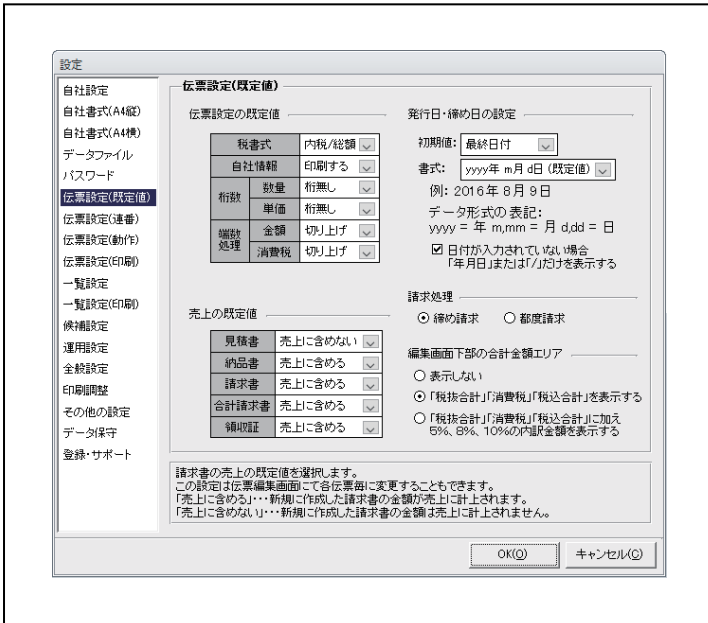 設定
自社設定
自社書式(A4縦)
自社書式(A4横)
データファイル
パスワード
伝票設定(既定値)
伝票設定(連番)
伝票設定(動作)
伝票設定(印刷)
一覧設定
一覧設定(印刷)
候補設定
運用設定
全般設定
印刷調整
その他の設定
データ保守
登録・サポート
伝票設定(既定値)
伝票設定の既定値
税書式 内税/総額
自社情報 印刷する
桁数 数量 桁無し
単価 桁無し
端数処理 金額 切り上げ
消費税 切り上げ
売上の既定値
見積書 売上に含めない
納品書 売上に含める
請求書 売上に含める
合計請求書 売上に含める
領収証 売上に含める
発行日・締め日の設定
初期値: 最終日付
書式: yyyy年 m月 d日 (既定値)
例: 2016年 8月 9日
データ形式の表記:
yyyy = 年 m,mm = 月 d,dd = 日
日付が入力されていない場合
「年月日」または「/」だけを表示する
請求処理
締め請求 都度請求
編集画面下部の合計金額エリア
表示しない
「税抜合計」「消費税」「税込合計」を表示する
「税抜合計」「消費税」「税込合計」に加え
5%、8%、10%の内訳金額を表示する
請求書の売上の既定値を選択します。
この設定は伝票編集画面にて各伝票毎に変更することもできます。
「売上に含める」・・・新規に作成した請求書の金額が売上に計上されます。
「売上に含めない」・・・新規に作成した請求書の金額は売上に計上されません。
OK(O) キャンセル(C)